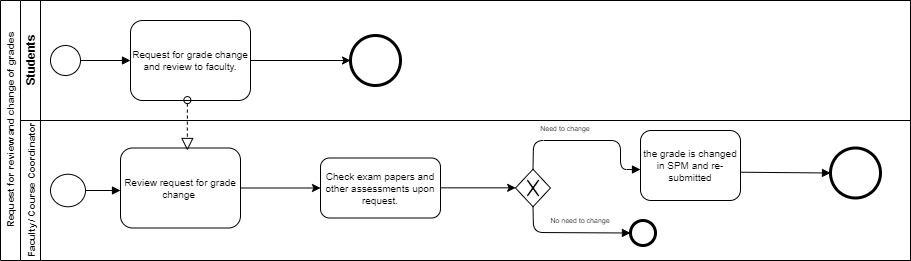 Request for review and change of grades
Students
Request for grade change
and review to faculty.
Faculty/ Course Coordinator
Review request for grade
change
Check exam papers and
other assessments upon
request.
Need to change
X
No need to change
the grade is changed
in SPM and re-
submitted